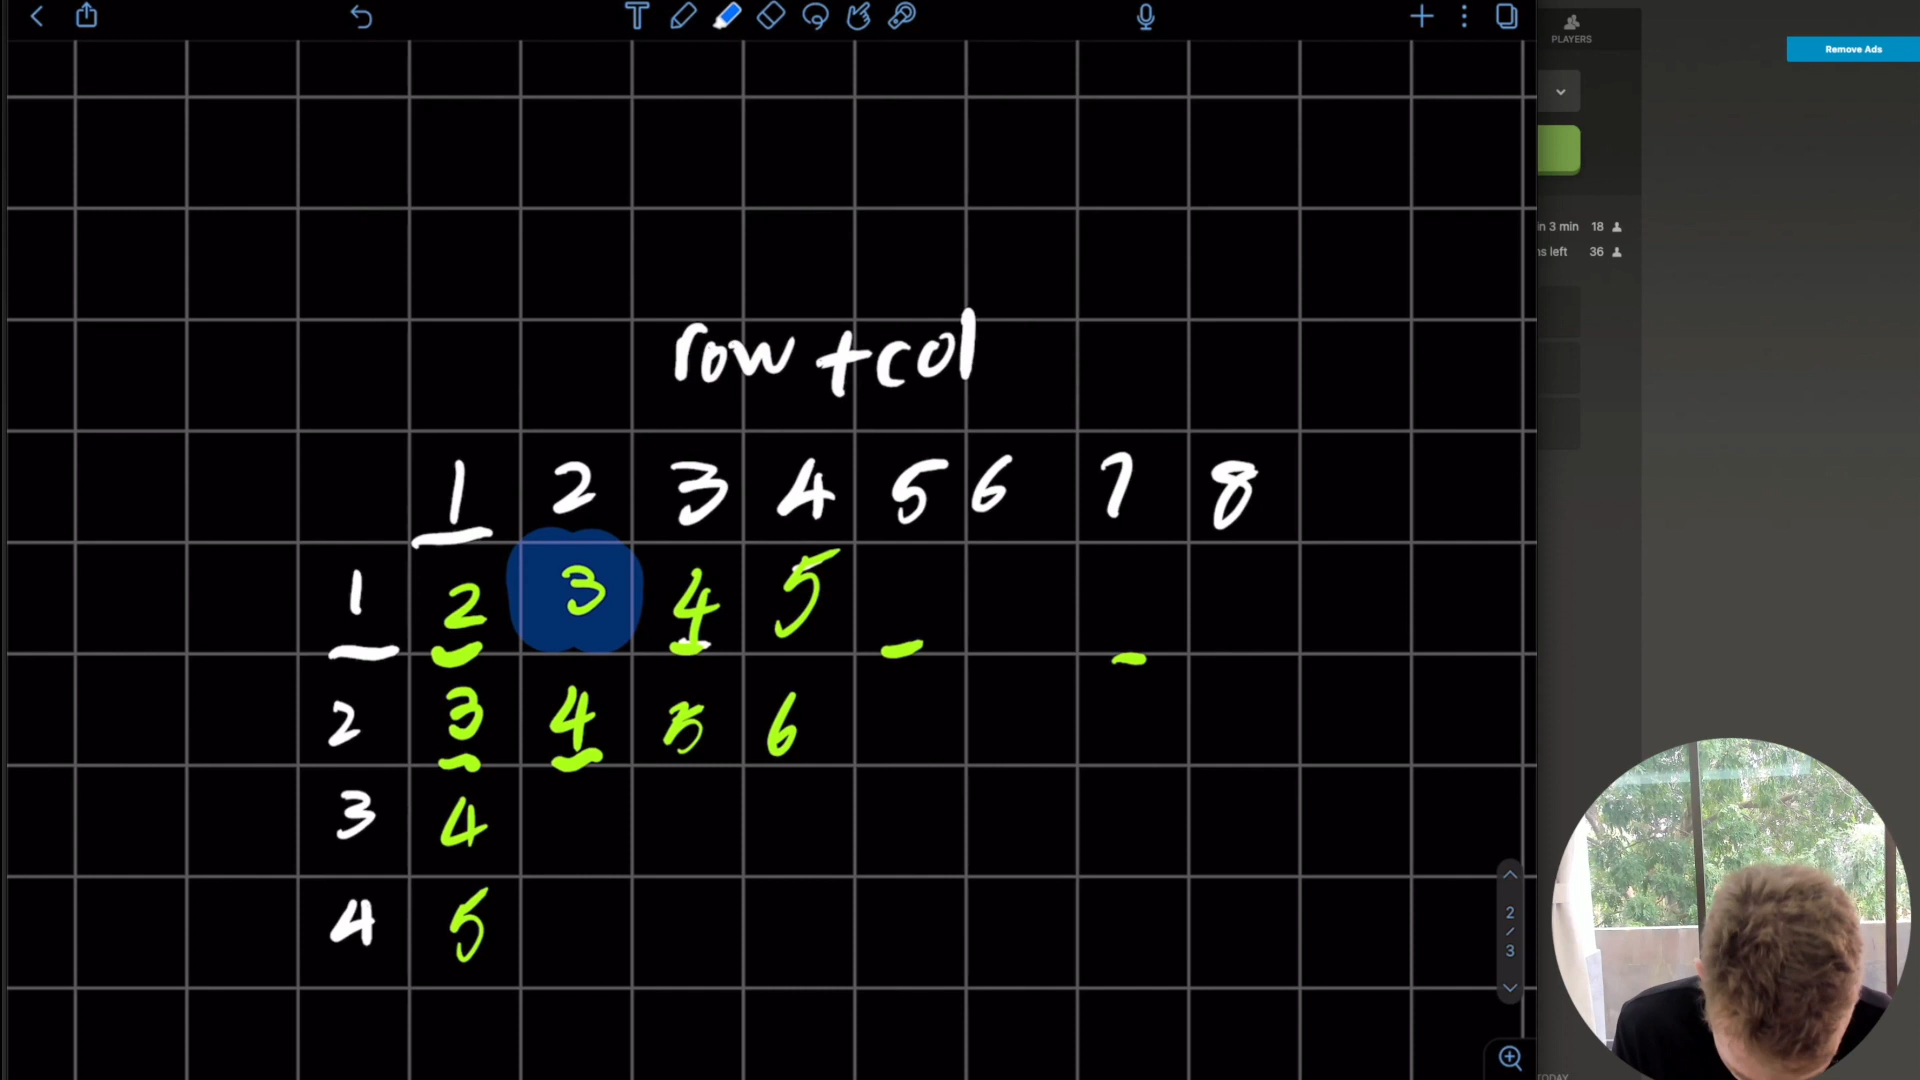 PLAYERS
Remove Ads
in 3 min 18
left 36
row + col
1 2 3 4 5 6 7 8
1 2 3 4 5
2 3 4 5 6
3 4
4 5
2
/
3
TODAY